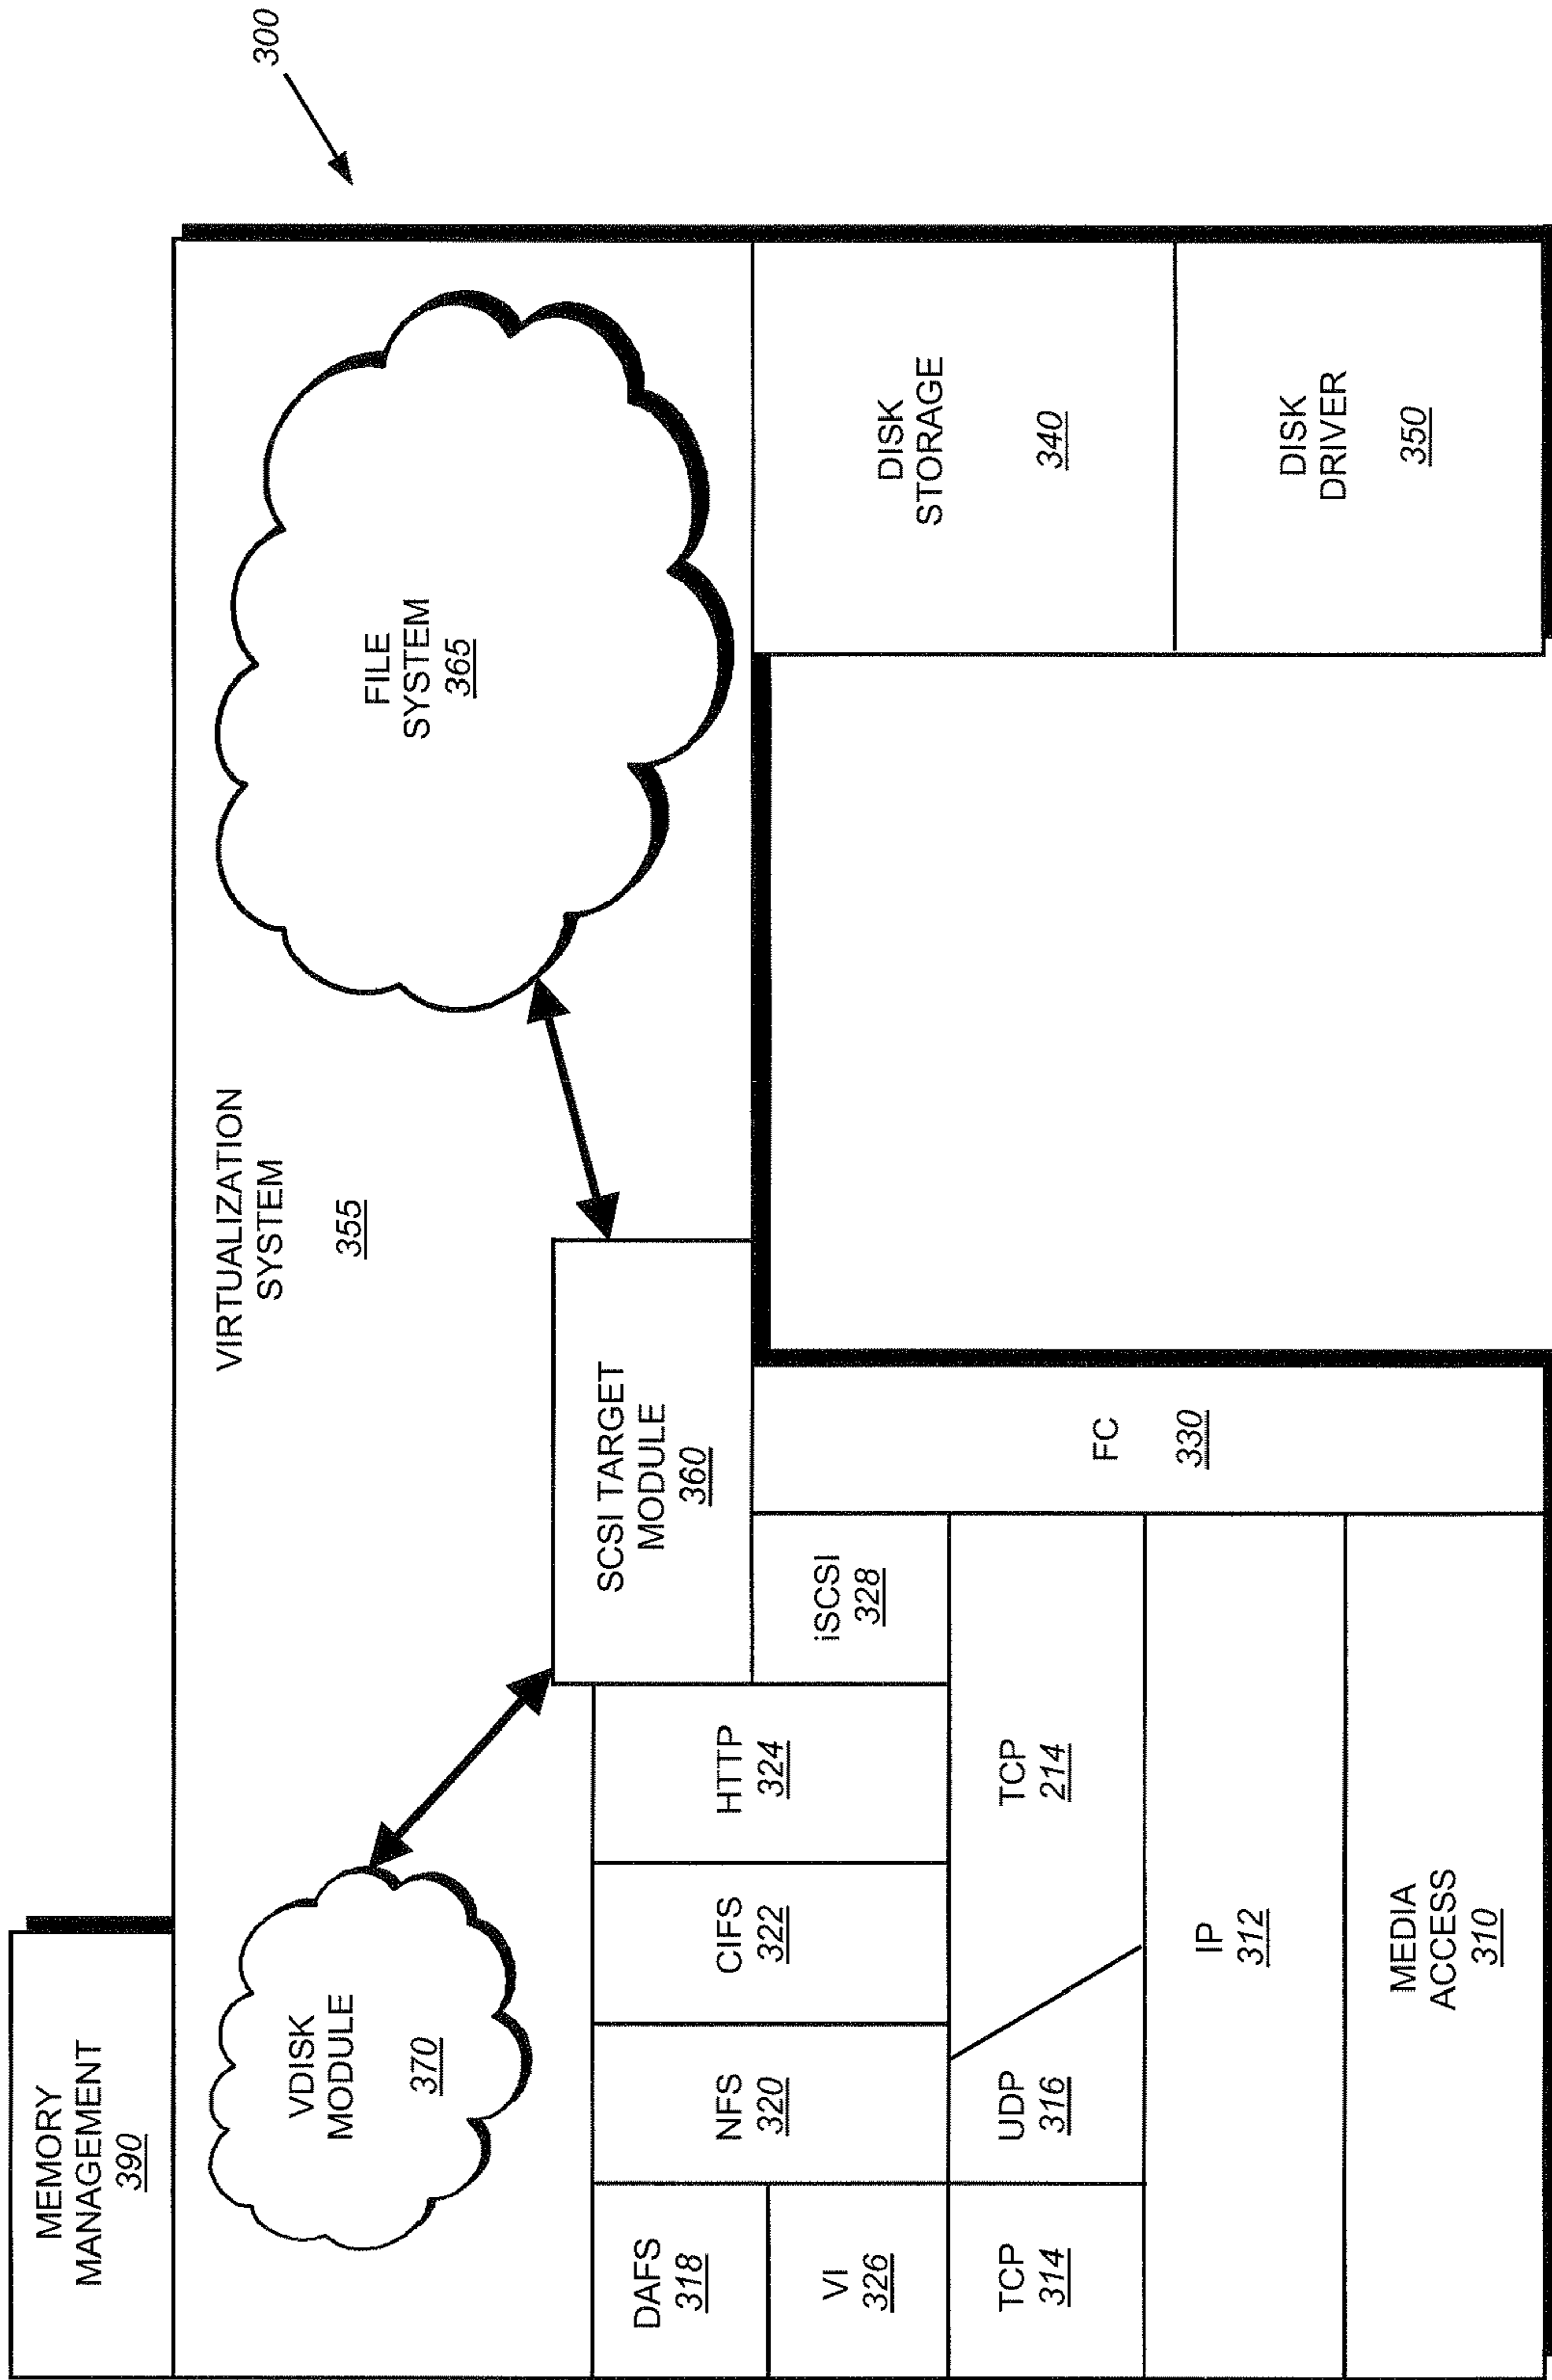 300
MEMORY
MANAGEMENT
390
VIRTUALIZATION
SYSTEM
355
VDISK
MODULE
370
FILE
SYSTEM
365
SCSI TARGET
MODULE
360
DAFS
318
VI
326
NFS
320
CIFS
322
HTTP
324
iSCSI
328
TCP
314
UDP
316
TCP
214
IP
312
MEDIA
ACCESS
310
FC
330
DISK
STORAGE
340
DISK
DRIVER
350